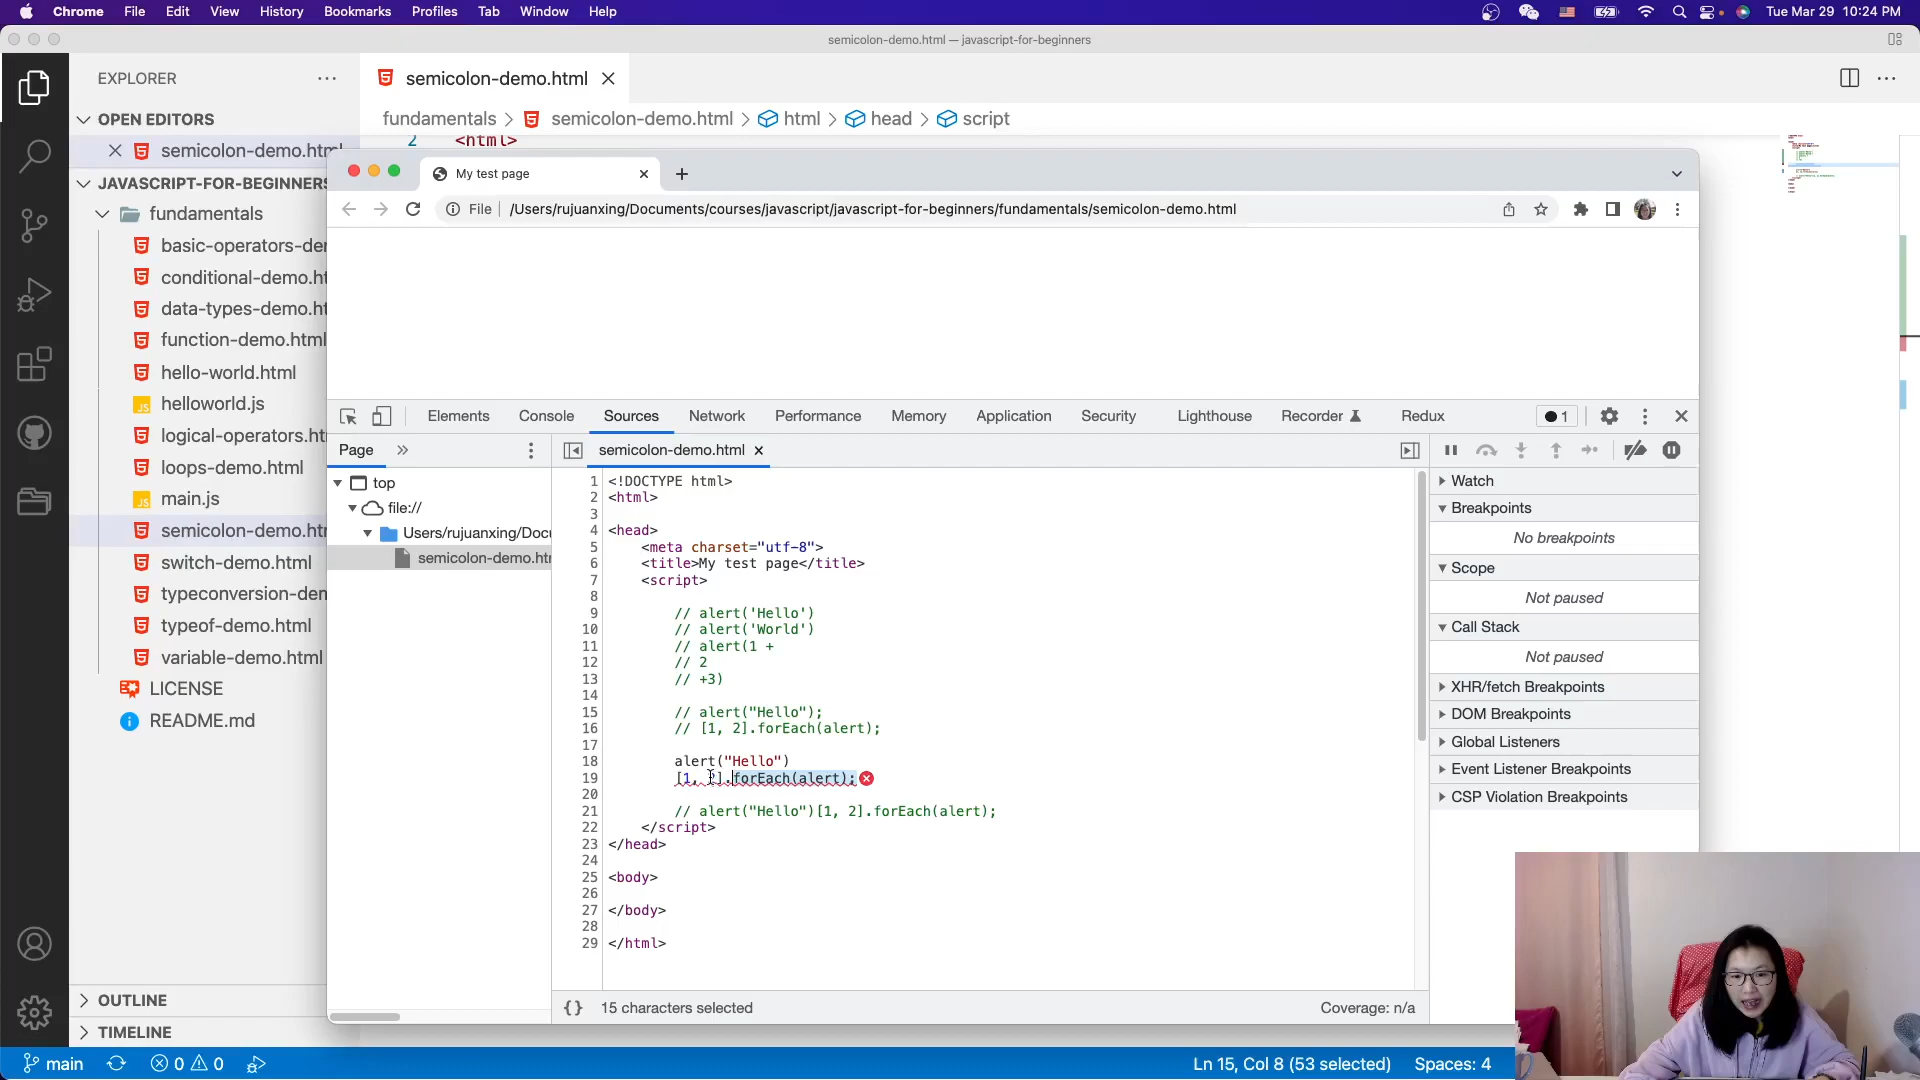 Chrome File Edit View History Bookmarks Profiles Tab Window Help Tue Mar 29 10:24 PM
semicolon-demo.html — javascript-for-beginners
EXPLORER
semicolon-demo.html
OPEN EDITORS
fundamentals semicolon-demo.html html head script
semicolon-demo.html
2 <html>
JAVASCRIPT-FOR-BEGINNERS
My test page
fundamentals
File /Users/rujuanxing/Documents/courses/javascript/javascript-for-beginners/fundamentals/semicolon-demo.html
basic-operators-de
conditional-demo.ht
data-types-demo.h
function-demo.html
hello-world.html
JS helloworld.js
logical-operators.ht
loops-demo.html
JS main.js
semicolon-demo.htm
switch-demo.html
typeconversion-den
typeof-demo.html
variable-demo.html
LICENSE
README.md
OUTLINE
TIMELINE
Elements Console Sources Network Performance Memory Application Security Lighthouse Recorder Redux 1
Page
semicolon-demo.html
top
file://
Users/rujuanxing/Docu
semicolon-demo.htm
1 <!DOCTYPE html>
2 <html>
3
4 <head>
5 <meta charset="utf-8">
6 <title>My test page</title>
7 <script>
8
9 // alert('Hello')
10 // alert('World')
11 // alert(1 +
12 // 2
13 // +3)
14
15 // alert("Hello");
16 // [1, 2].forEach(alert);
17
18 alert("Hello")
19 [1, 2].forEach(alert);
20
21 // alert("Hello")[1, 2].forEach(alert);
22 </script>
23 </head>
24
25 <body>
26
27 </body>
28
29 </html>
{} 15 characters selected Coverage: n/a
Watch
Breakpoints
No breakpoints
Scope
Not paused
Call Stack
Not paused
XHR/fetch Breakpoints
DOM Breakpoints
Global Listeners
Event Listener Breakpoints
CSP Violation Breakpoints
main 0 0 Ln 15, Col 8 (53 selected) Spaces: 4